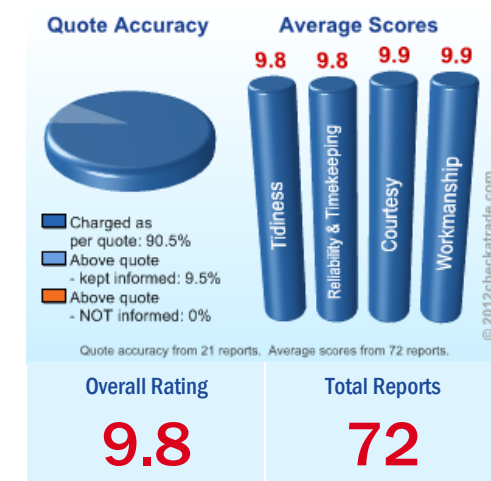 Quote Accuracy
Average Scores
9.8
9.8
9.9
9.9
Tidiness
Reliability & Timekeeping
Courtesy
Workmanship
Charged as
per quote: 90.5%
Above quote
- kept informed: 9.5%
Above quote
- NOT informed: 0%
© 2012checkatrade.com
Quote accuracy from 21 reports. Average scores from 72 reports.
Overall Rating
Total Reports
9.8
72